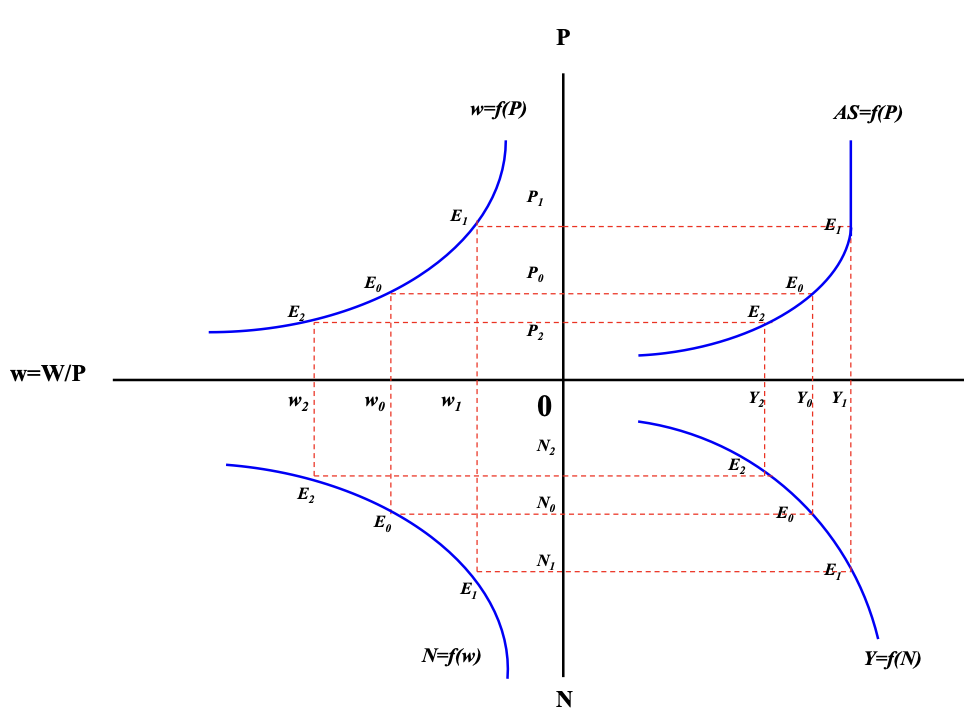 P
w=f(P)
AS=f(P)
P₁
E₁
E₁
P₀
E₀
E₀
E₂
E₂
P₂
w=W/P
w₂
w₀
w₁
0
Y₂
Y₀
Y₁
N₂
E₂
E₂
N₀
E₀
E₀
N₁
E₁
E₁
N=f(w)
Y=f(N)
N